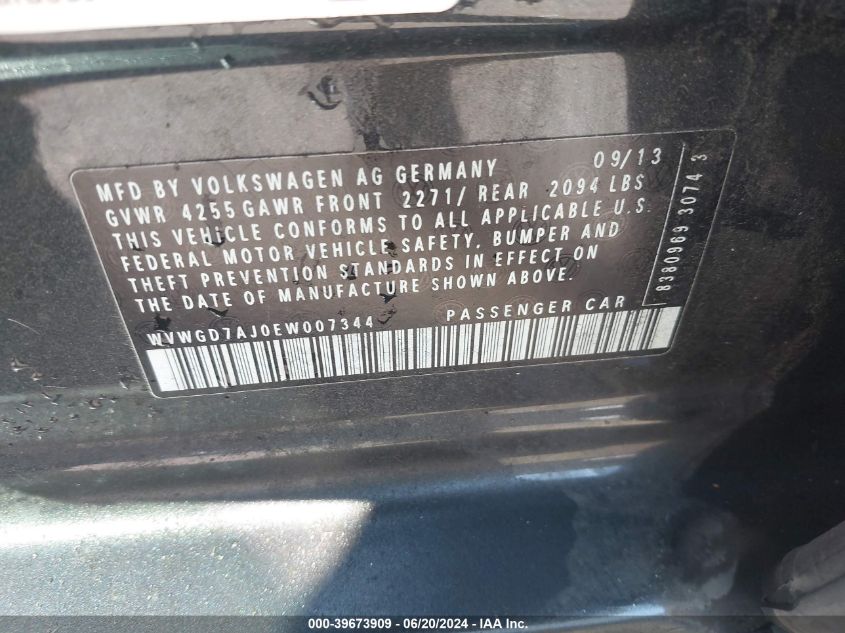 MFD BY VOLKSWAGEN AG GERMANY 09/13
GVWR 4255 GAWR FRONT 2271/ REAR 2094 LBS
THIS VEHICLE CONFORMS TO ALL APPLICABLE U.S.
FEDERAL MOTOR VEHICLE SAFETY, BUMPER AND
THEFT PREVENTION STANDARDS IN EFFECT ON
THE DATE OF MANUFACTURE SHOWN ABOVE.
WVWGD7AJ0EW007344 PASSENGER CAR
8380969 30743
000-39673909 - 06/20/2024 - IAA Inc.